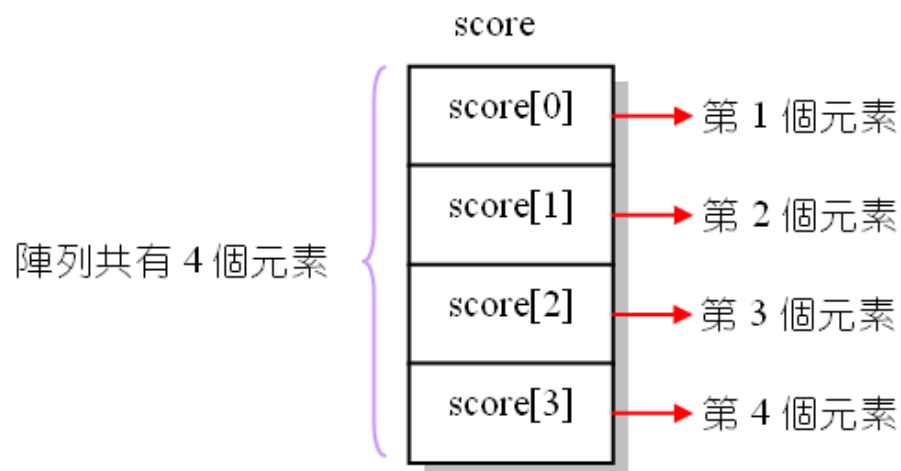 score
score[0]
第 1 個元素
score[1]
第 2 個元素
陣列共有 4 個元素
score[2]
第 3 個元素
score[3]
第 4 個元素